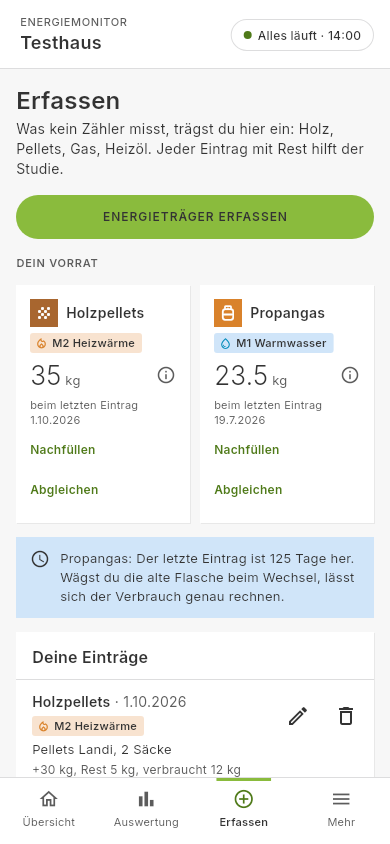 ENERGIEMONITOR
Testhaus
Alles läuft · 14:00
Erfassen
Was kein Zähler misst, trägst du hier ein: Holz,
Pellets, Gas, Heizöl. Jeder Eintrag mit Rest hilft der
Studie.
ENERGIETRÄGER ERFASSEN
DEIN VORRAT
Holzpellets
M2 Heizwärme
35 kg
beim letzten Eintrag
1.10.2026
Nachfüllen
Abgleichen
Propangas
M1 Warmwasser
23.5 kg
beim letzten Eintrag
19.7.2026
Nachfüllen
Abgleichen
Propangas: Der letzte Eintrag ist 125 Tage her.
Wägst du die alte Flasche beim Wechsel, lässt
sich der Verbrauch genau rechnen.
Deine Einträge
Holzpellets · 1.10.2026
M2 Heizwärme
Pellets Landi, 2 Säcke
+30 kg, Rest 5 kg, verbraucht 12 kg
Übersicht
Auswertung
Erfassen
Mehr